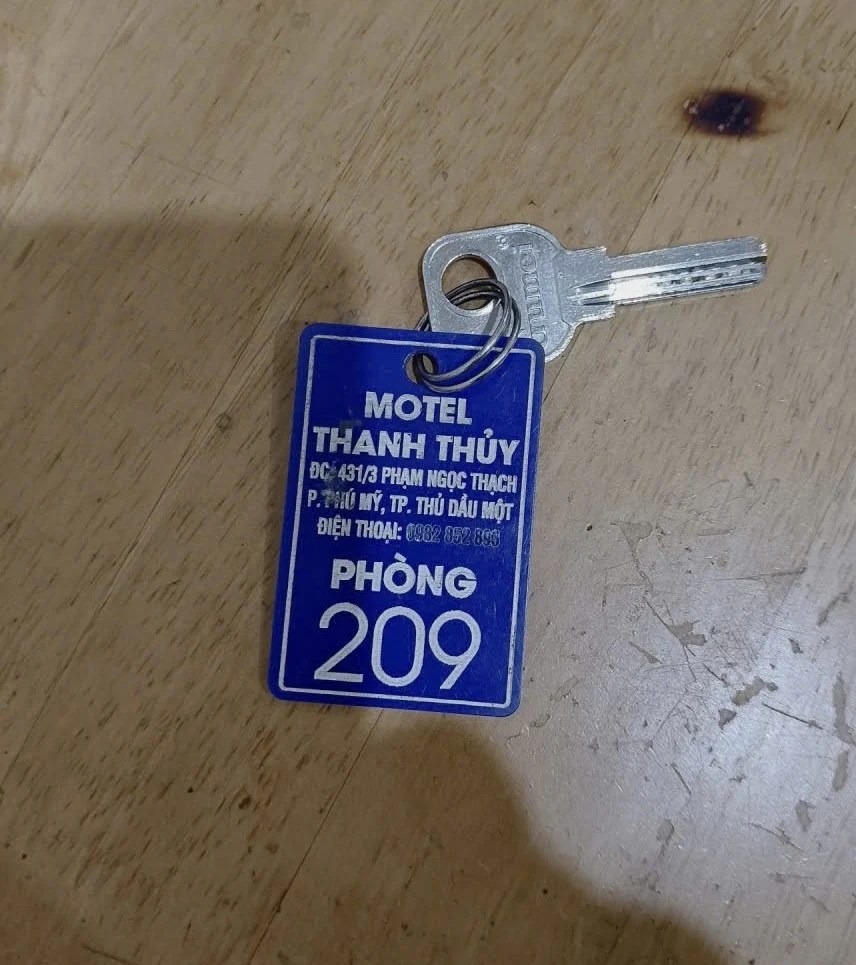 MOTEL
THANH THỦY
ĐC: 431/3 PHẠM NGỌC THẠCH
P. PHÚ MỸ, TP. THỦ DẦU MỘT
ĐIỆN THOẠI: 0982 852 893
PHÒNG
209